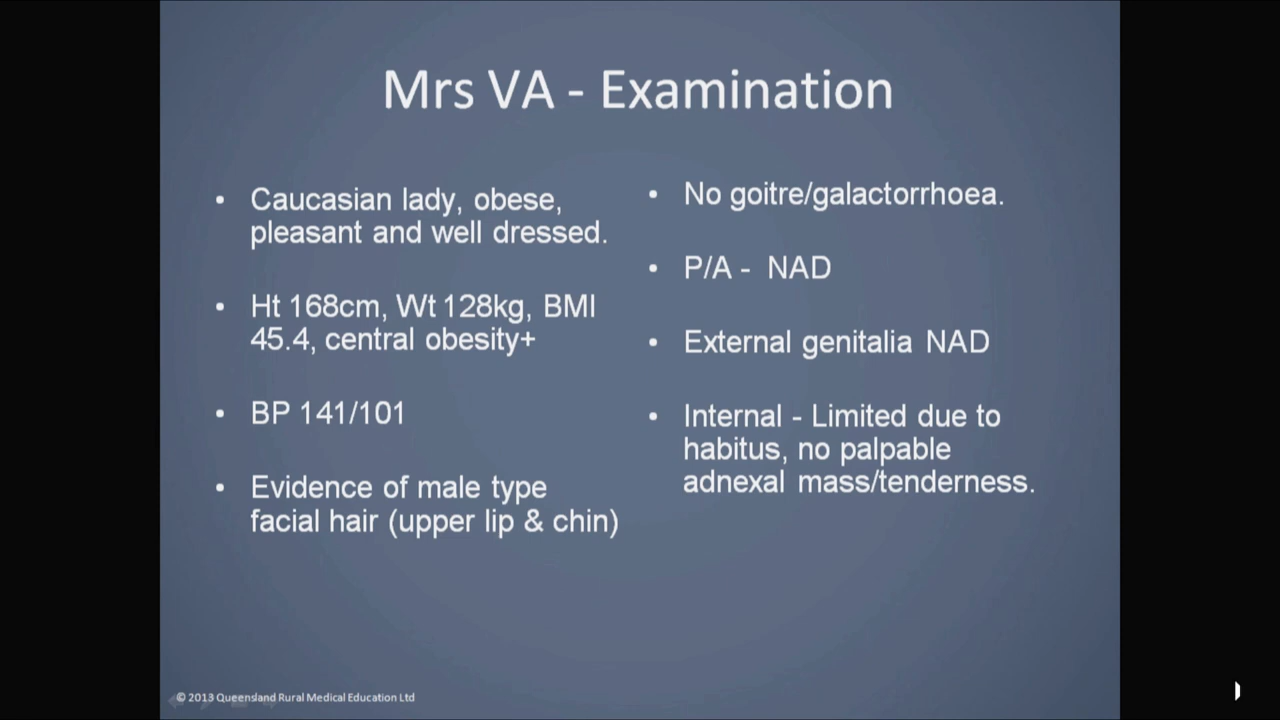 Mrs VA - Examination
• Caucasian lady, obese,
pleasant and well dressed.
• Ht 168cm, Wt 128kg, BMI
45.4, central obesity+
• BP 141/101
• Evidence of male type
facial hair (upper lip & chin)
• No goitre/galactorrhoea.
• P/A - NAD
• External genitalia NAD
• Internal - Limited due to
habitus, no palpable
adnexal mass/tenderness.
© 2013 Queensland Rural Medical Education Ltd